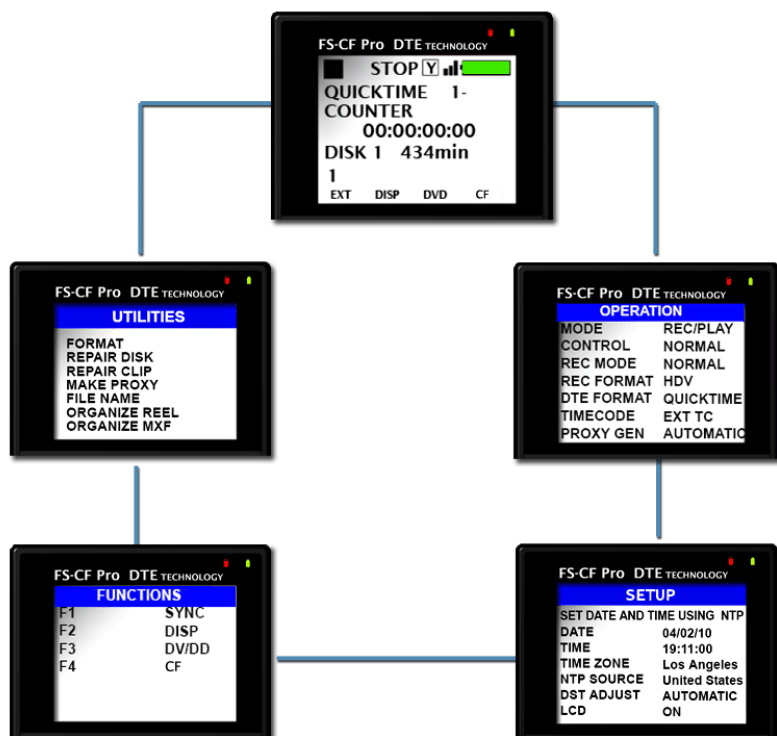 FS-CF Pro DTE TECHNOLOGY
STOP Y
QUICKTIME 1-
COUNTER
00:00:00:00
DISK 1 434min
1
EXT DISP DVD CF
FS-CF Pro DTE TECHNOLOGY
UTILITIES
FORMAT
REPAIR DISK
REPAIR CLIP
MAKE PROXY
FILE NAME
ORGANIZE REEL
ORGANIZE MXF
FS-CF Pro DTE TECHNOLOGY
OPERATION
MODE REC/PLAY
CONTROL NORMAL
REC MODE NORMAL
REC FORMAT HDV
DTE FORMAT QUICKTIME
TIMECODE EXT TC
PROXY GEN AUTOMATIC
FS-CF Pro DTE TECHNOLOGY
FUNCTIONS
F1 SYNC
F2 DISP
F3 DV/DD
F4 CF
FS-CF Pro DTE TECHNOLOGY
SETUP
SET DATE AND TIME USING NTP
DATE 04/02/10
TIME 19:11:00
TIME ZONE Los Angeles
NTP SOURCE United States
DST ADJUST AUTOMATIC
LCD ON